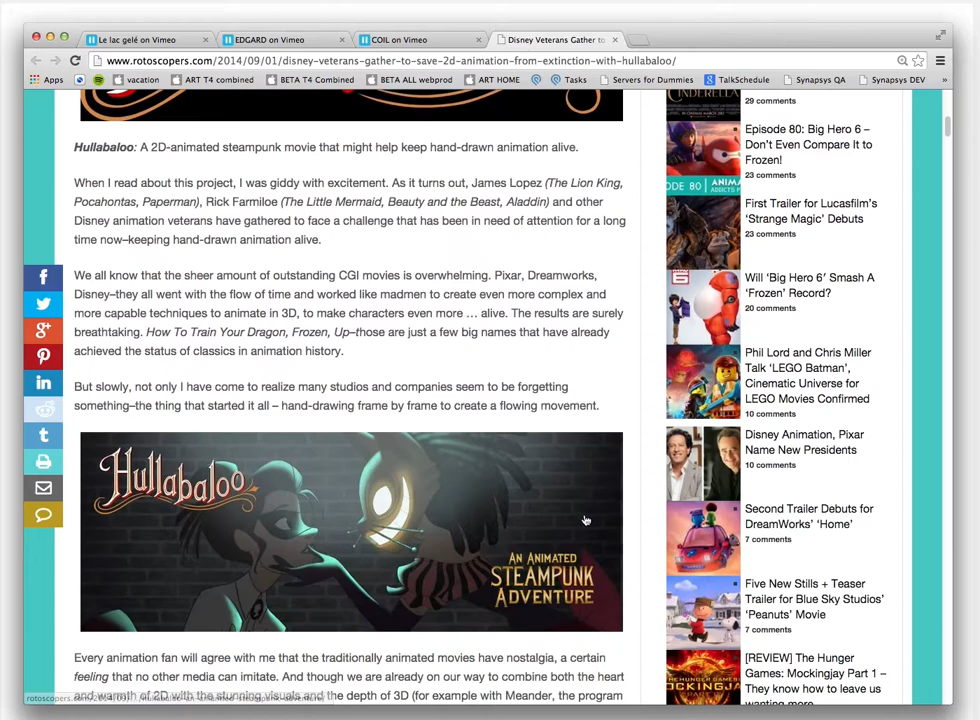 Le lac gelé on Vimeo
EDGARD on Vimeo
COIL on Vimeo
Disney Veterans Gather to
www.rotoscopers.com/2014/09/01/disney-veterans-gather-to-save-2d-animation-from-extinction-with-hullabaloo/
Apps vacation ART T4 combined BETA T4 Combined BETA ALL webprod ART HOME Tasks Servers for Dummies TalkSchedule Synapsys QA Synapsys DEV »
Hullabaloo: A 2D-animated steampunk movie that might help keep hand-drawn animation alive.
When I read about this project, I was giddy with excitement. As it turns out, James Lopez (The Lion King,
Pocahontas, Paperman), Rick Farmiloe (The Little Mermaid, Beauty and the Beast, Aladdin) and other
Disney animation veterans have gathered to face a challenge that has been in need of attention for a long
time now–keeping hand-drawn animation alive.
We all know that the sheer amount of outstanding CGI movies is overwhelming. Pixar, Dreamworks,
Disney–they all went with the flow of time and worked like madmen to create even more complex and
more capable techniques to animate in 3D, to make characters even more … alive. The results are surely
breathtaking. How To Train Your Dragon, Frozen, Up–those are just a few big names that have already
achieved the status of classics in animation history.
But slowly, not only I have come to realize many studios and companies seem to be forgetting
something–the thing that started it all – hand-drawing frame by frame to create a flowing movement.
Hullabaloo
AN ANIMATED
STEAMPUNK
ADVENTURE
Every animation fan will agree with me that the traditionally animated movies have nostalgia, a certain
feeling that no other media can imitate. And though we are already on our way to combine both the heart
and warmth of 2D with the stunning visuals and the depth of 3D (for example with Meander, the program
CINDERELLA
29 comments
Episode 80: Big Hero 6 –
Don't Even Compare It to
Frozen!
23 comments
ODE 80 ANIMA
ADDICTS
First Trailer for Lucasfilm's
'Strange Magic' Debuts
23 comments
Will 'Big Hero 6' Smash A
'Frozen' Record?
20 comments
Phil Lord and Chris Miller
Talk 'LEGO Batman',
Cinematic Universe for
LEGO Movies Confirmed
10 comments
Disney Animation, Pixar
Name New Presidents
10 comments
Second Trailer Debuts for
DreamWorks' 'Home'
7 comments
Five New Stills + Teaser
Trailer for Blue Sky Studios'
'Peanuts' Movie
7 comments
[REVIEW] The Hunger
Games: Mockingjay Part 1 –
They know how to leave us
wanting more